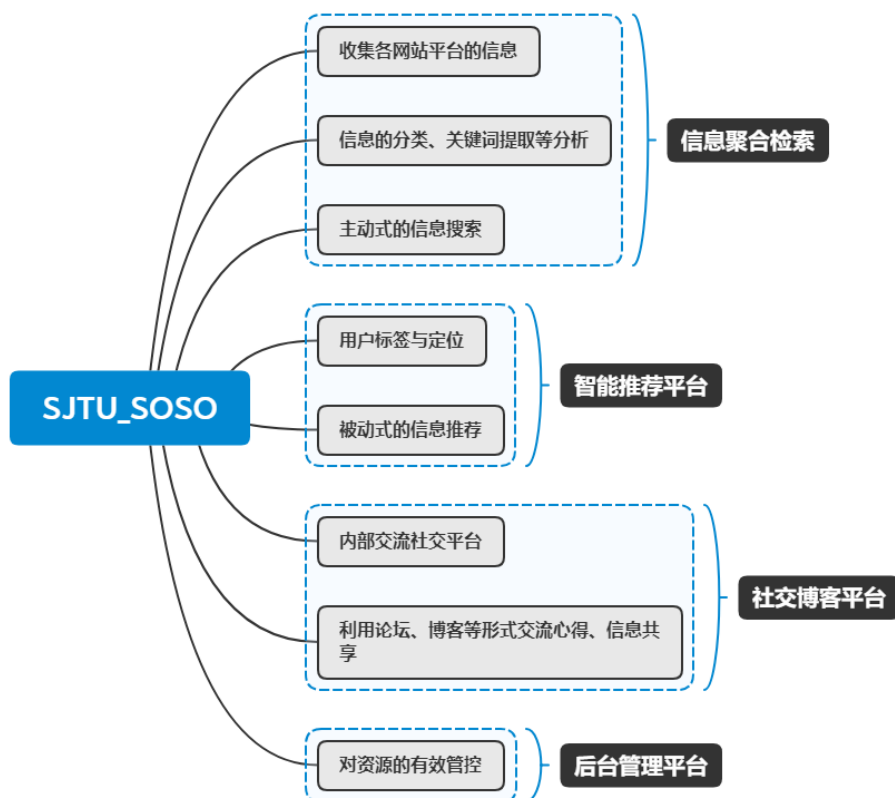 收集各网站平台的信息
信息的分类、关键词提取等分析
信息聚合检索
主动式的信息搜索
用户标签与定位
智能推荐平台
SJTU_SOSO
被动式的信息推荐
内部交流社交平台
社交博客平台
利用论坛、博客等形式交流心得、信息共
享
对资源的有效管控
后台管理平台